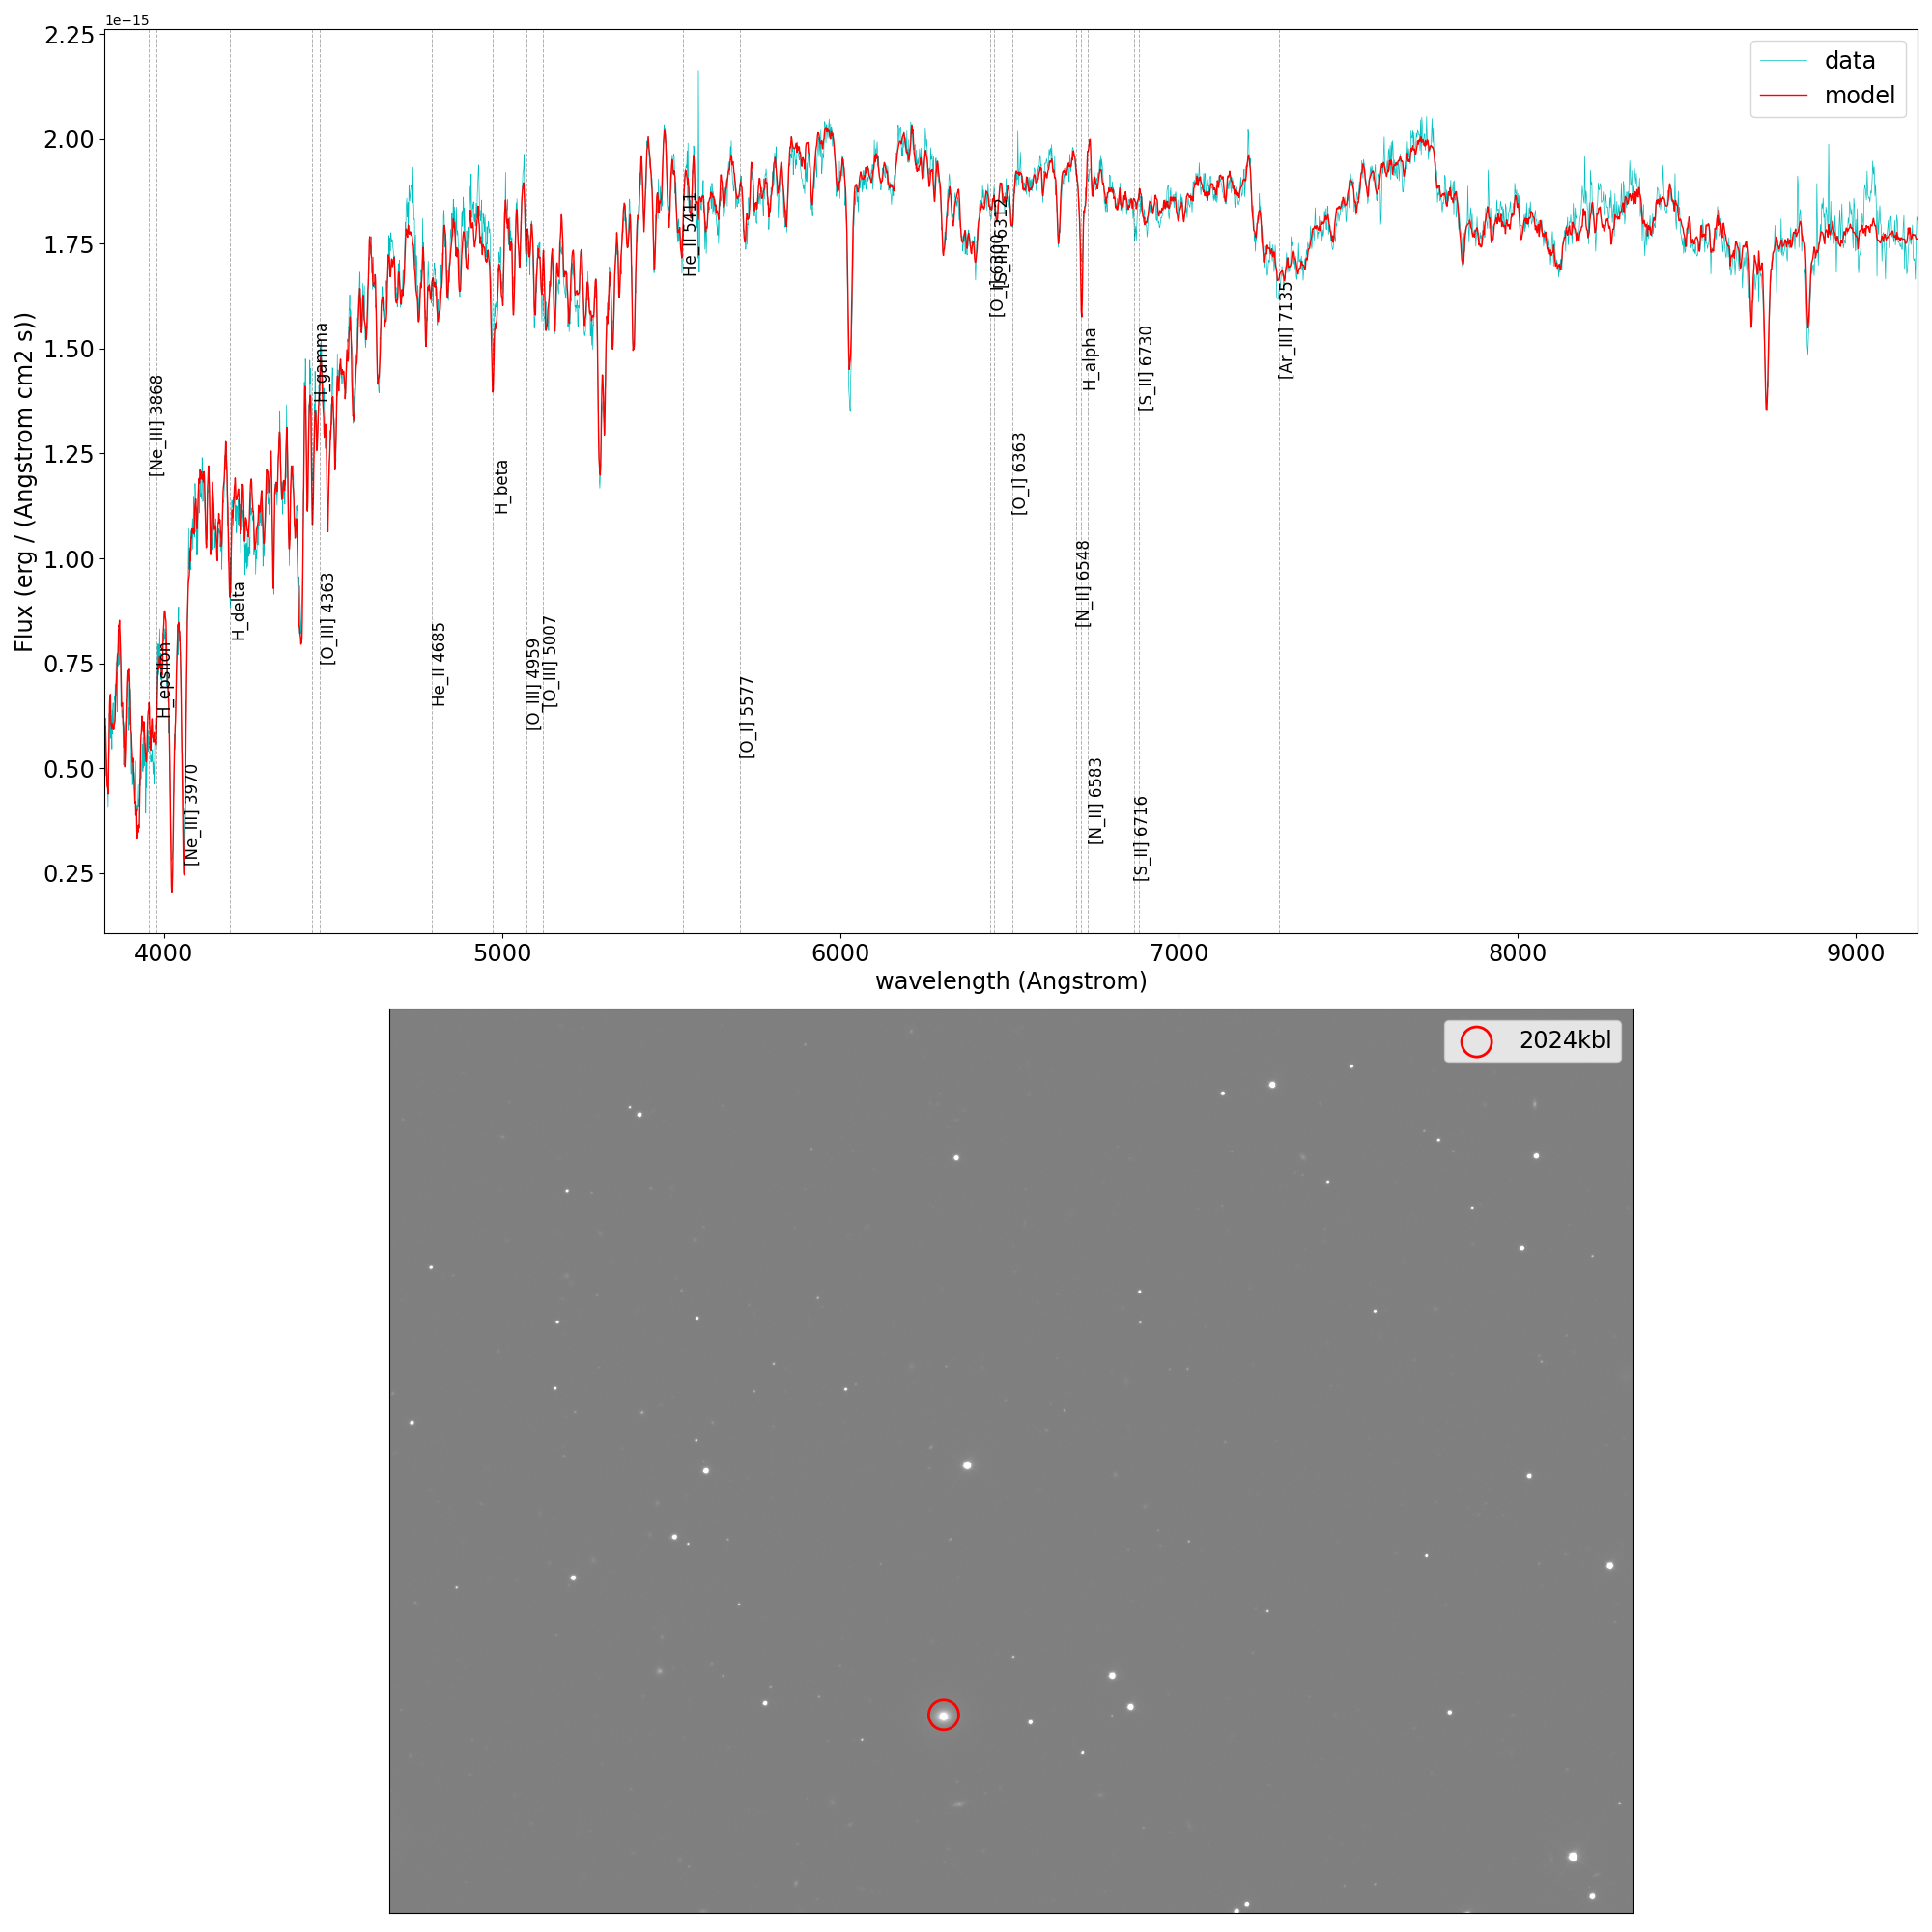 1e−15
2.25
2.00
1.75
1.50
1.25
1.00
0.75
0.50
0.25
Flux (erg / (Angstrom cm2 s))
data
model
[Ne_III] 3868
H_epsilon
[Ne_III] 3970
H_delta
H_gamma
[O_III] 4363
He_II 4685
H_beta
[O_III] 4959
[O_III] 5007
He_II 5411
[O_I] 5577
[O_I] 6300
[S_III] 6312
[O_I] 6363
[N_II] 6548
H_alpha
[N_II] 6583
[S_II] 6716
[S_II] 6730
[Ar_III] 7135
4000 5000 6000 7000 8000 9000
wavelength (Angstrom)
2024kbl